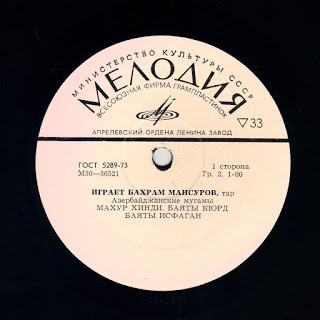 МИНИСТЕРСТВО КУЛЬТУРЫ СССР
МЕЛОДИЯ
ВСЕСОЮЗНАЯ ФИРМА ГРАМПЛАСТИНОК
▽33
АПРЕЛЕВСКИЙ ОРДЕНА ЛЕНИНА ЗАВОД
ГОСТ 5289-73
М30—36521
1 сторона
Гр. 2. 1-00
ИГРАЕТ БАХРАМ МАНСУРОВ, тар
Азербайджанские мугамы
МАХУР ХИНДИ, БАЯТЫ КЮРД
БАЯТЫ ИСФАГАН